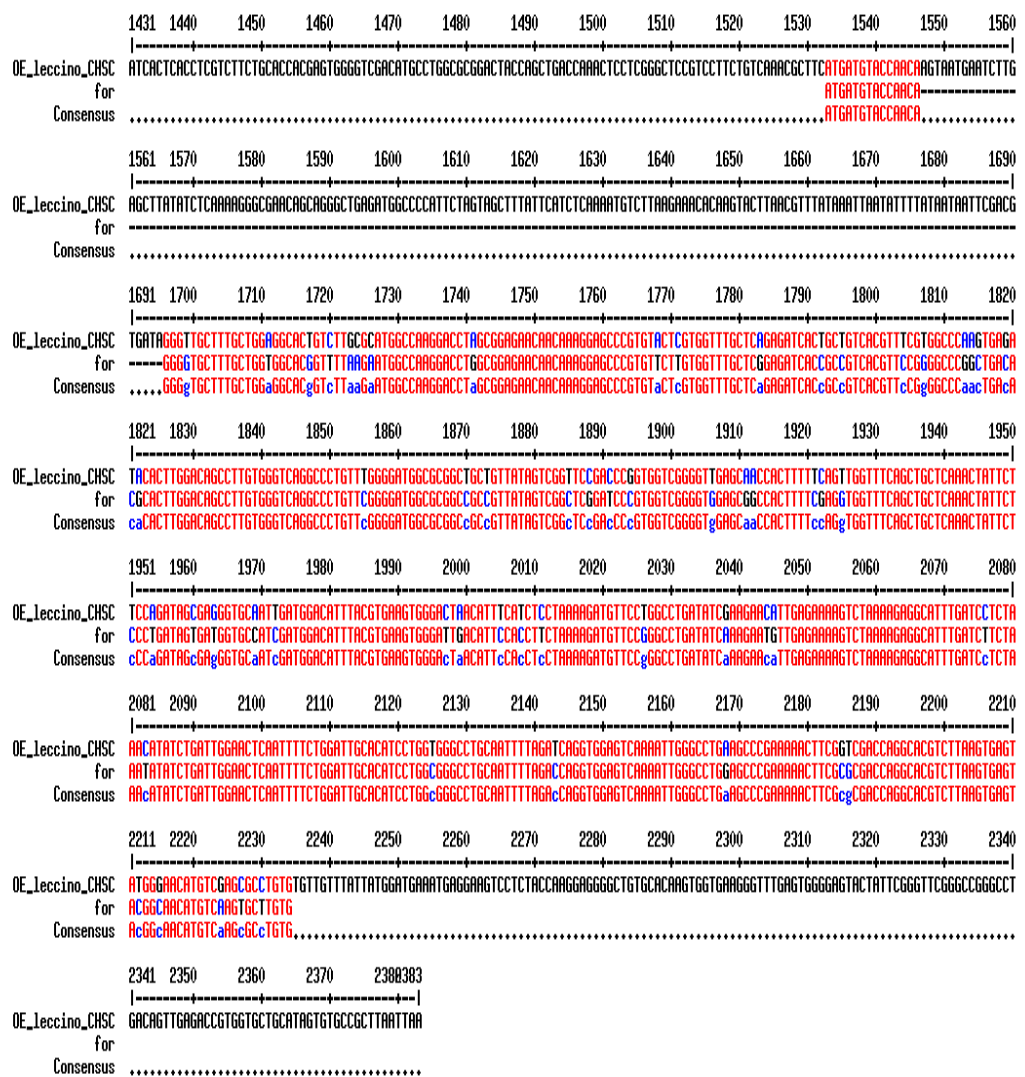 1431 1440 1450 1460 1470 1480 1490 1500 1510 1520 1530 1540 1550 1560
|--------+---------+---------+---------+---------+---------+---------+---------+---------+---------+---------+---------+---------|
OE_leccino_CHSC ATCACTCACCTCGTCTTCTGCACCACGAGTGGGGTCGACATGCCTGGCGCGGACTACCAGCTGACCAAACTCCTCGGGCTCCGTCCTTCTGTCAAACGCTTCATGATGTACCAACAAGTAATGAATCTTG
for ATGATGTACCAACA--------------
Consensus ATGATGTACCAACA
1561 1570 1580 1590 1600 1610 1620 1630 1640 1650 1660 1670 1680 1690
|--------+---------+---------+---------+---------+---------+---------+---------+---------+---------+---------+---------+---------|
OE_leccino_CHSC AGCTTATATCTCAAAAGGGCGAACAGCAGGGCTGAGATGGCCCCATTCTAGTAGCTTTATTCATCTCAAAATGTCTTAAGAAACACAAGTACTTAACGTTTATAAATTAATATTTTATAATAATTCGACG
for
Consensus
1691 1700 1710 1720 1730 1740 1750 1760 1770 1780 1790 1800 1810 1820
|--------+---------+---------+---------+---------+---------+---------+---------+---------+---------+---------+---------+---------|
OE_leccino_CHSC TGATAGGGTTGCTTTGCTGGAGGCACTGTCTTGCGCATGGCCAAGGACCTAGCGGAGAACAACAAAGGAGCCCGTGTACTCGTGGTTTGCTCAGAGATCACTGCTGTCACGTTTCGTGGCCCAAGTGAGA
for -----GGGGTGCTTTGCTGGTGGCACGGTTTTAAGAATGGCCAAGGACCTGGCGGAGAACAACAAAGGAGCCCGTGTTCTTGTGGTTTGCTCGGAGATCACCGCCGTCACGTTCCGGGGCCCGGCTGACA
Consensus .....GGGgTGCTTTGCTGGaGGCACgGTcTTaaGaATGGCCAAGGACCTaGCGGAGAACAACAAAGGAGCCCGTGTaCTcGTGGTTTGCTCaGAGATCACcGCcGTCACGTTcCGgGGCCCaacTGACA
1821 1830 1840 1850 1860 1870 1880 1890 1900 1910 1920 1930 1940 1950
|--------+---------+---------+---------+---------+---------+---------+---------+---------+---------+---------+---------+---------|
OE_leccino_CHSC TACACTTGGACAGCCTTGTGGGTCAGGCCCTGTTTGGGGATGGCGCGGCTGCTGTTATAGTCGGTTCCGACCCGGTGGTCGGGGTTGAGCAACCACTTTTTCAGTTGGTTTCAGCTGCTCAAACTATTCT
for CGCACTTGGACAGCCTTGTGGGTCAGGCCCTGTTCGGGGATGGCGCGGCCGCCGTTATAGTCGGCTCGGATCCCGTGGTCGGGGTGGAGCGGCCACTTTTCGAGGTGGTTTCAGCTGCTCAAACTATTCT
Consensus caCACTTGGACAGCCTTGTGGGTCAGGCCCTGTTcGGGGATGGCGCGGCcGCcGTTATAGTCGGcTCcGAcCCcGTGGTCGGGGTgGAGCaaCCACTTTTccAGgTGGTTTCAGCTGCTCAAACTATTCT
1951 1960 1970 1980 1990 2000 2010 2020 2030 2040 2050 2060 2070 2080
|--------+---------+---------+---------+---------+---------+---------+---------+---------+---------+---------+---------+---------|
OE_leccino_CHSC TCCAGATAGCGAGGGTGCAATTGATGGACATTTACGTGAAGTGGGACTAACATTTCATCTCCTAAAAGATGTTCCTGGCCTGATATCGAAGAACATTGAGAAAAGTCTAAAAGAGGCATTTGATCCTCTA
for CCCTGATAGTGATGGTGCCATCGATGGACATTTACGTGAAGTGGGATTGACATTCCACCTTCTAAAAGATGTTCCGGGCCTGATATCAAAGAATGTTGAGAAAAGTCTAAAAGAGGCATTTGATCTTCTA
Consensus cCCaGATAGcGAgGGTGCaATcGATGGACATTTACGTGAAGTGGGAcTaACATTcCAcCTcCTAAAAGATGTTCCgGGCCTGATATCaAAGAAcaTTGAGAAAAGTCTAAAAGAGGCATTTGATCcTCTA
2081 2090 2100 2110 2120 2130 2140 2150 2160 2170 2180 2190 2200 2210
|--------+---------+---------+---------+---------+---------+---------+---------+---------+---------+---------+---------+---------|
OE_leccino_CHSC AACATATCTGATTGGAACTCAATTTTCTGGATTGCACATCCTGGTGGGCCTGCAATTTTAGATCAGGTGGAGTCAAAATTGGGCCTGAAGCCCGAAAAACTTCGGTCGACCAGGCACGTCTTAAGTGAGT
for AATATATCTGATTGGAACTCAATTTTCTGGATTGCACATCCTGGCGGGCCTGCAATTTTAGACCAGGTGGAGTCAAAATTGGGCCTGGAGCCCGAAAAACTTCGCGCGACCAGGCACGTCTTAAGTGAGT
Consensus AAcATATCTGATTGGAACTCAATTTTCTGGATTGCACATCCTGGcGGGCCTGCAATTTTAGAcCAGGTGGAGTCAAAATTGGGCCTGaAGCCCGAAAAACTTCGcgCGACCAGGCACGTCTTAAGTGAGT
2211 2220 2230 2240 2250 2260 2270 2280 2290 2300 2310 2320 2330 2340
|--------+---------+---------+---------+---------+---------+---------+---------+---------+---------+---------+---------+---------|
OE_leccino_CHSC ATGGGAACATGTCGAGCGCCTGTGTGTTGTTTATTATGGATGAAATGAGGAAGTCCTCTACCAAGGAGGGGCTGTGCACAAGTGGTGAAGGGTTTGAGTGGGGAGTACTATTCGGGTTCGGGCCGGGCCT
for ACGGCAACATGTCAAGTGCTTGTG
Consensus AcGGcAACATGTCaAGcGCcTGTG
2341 2350 2360 2370 2380383
|--------+---------+---------+---------+--|
OE_leccino_CHSC GACAGTTGAGACCGTGGTGCTGCATAGTGTGCCGCTTAATTAA
for
Consensus